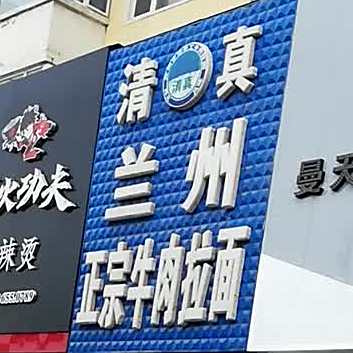 清 清真 真
兰州
正宗牛肉拉面
火功夫
辣烫
曼天